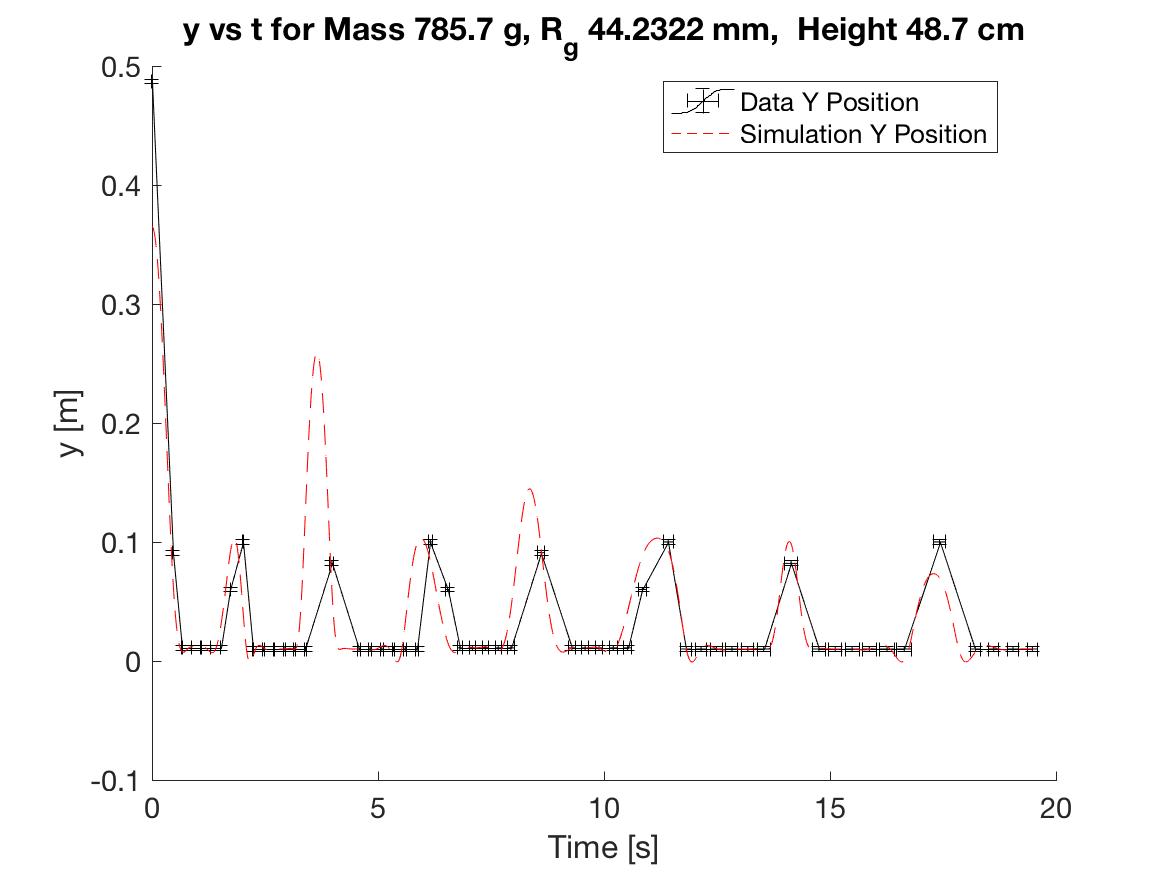 y vs t for Mass 785.7 g, Rg 44.2322 mm,  Height 48.7 cm
Data Y Position
Simulation Y Position
0.5
0.4
0.3
0.2
0.1
0
-0.1
y [m]
0 5 10 15 20
Time [s]